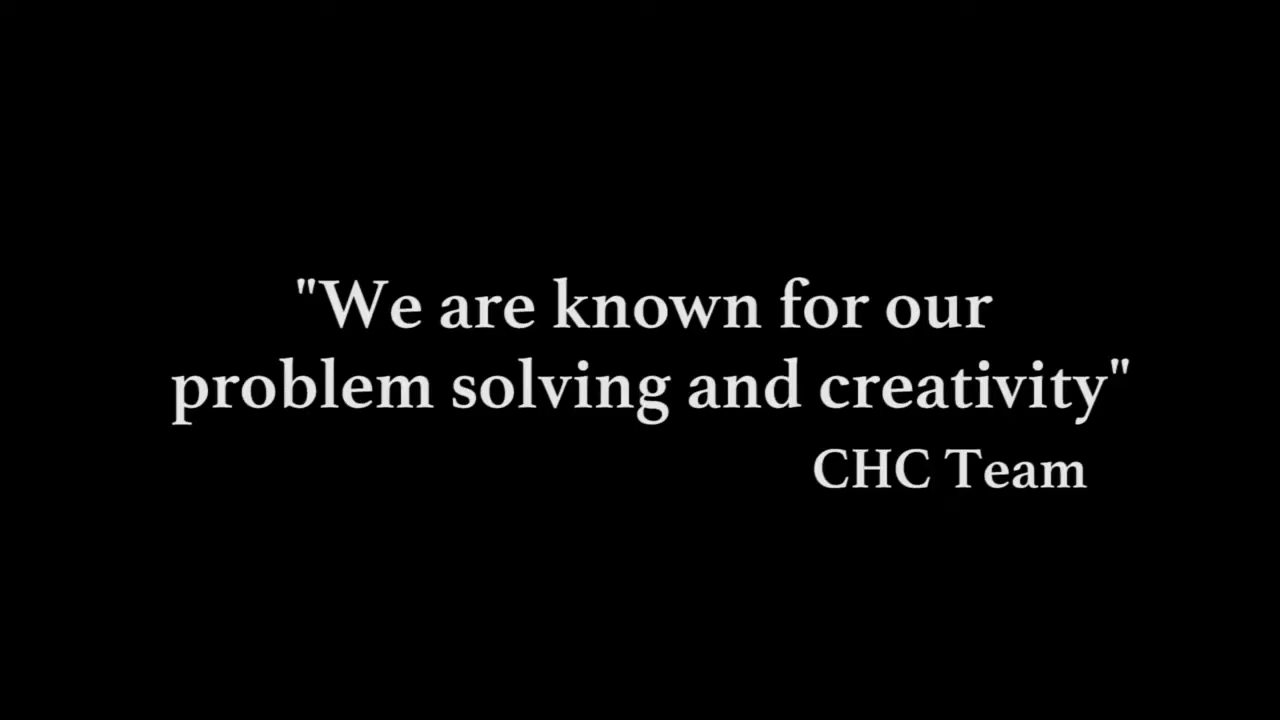 "We are known for our
problem solving and creativity"
CHC Team